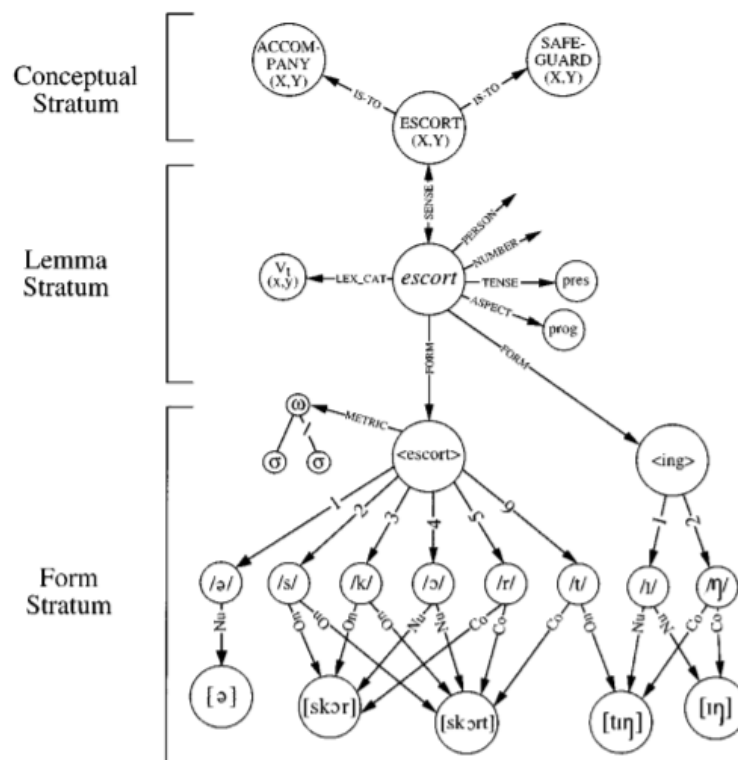 Conceptual
Stratum
ACCOM-
PANY
(X,Y)
IS-TO
ESCORT
(X,Y)
IS-TO
SAFE-
GUARD
(X,Y)
SENSE
Lemma
Stratum
Vt
(x,y)
LEX_CAT
escort
PERSON
NUMBER
TENSE
pres
ASPECT
prog
FORM
FORM
Form
Stratum
ω
σ
σ
METRIC
<escort>
<ing>
1
2
3
4
5
6
1
2
/ə/
/s/
/k/
/ɔ/
/r/
/t/
/ɪ/
/ŋ/
Nu
On
On
On
On
Nu
Nu
Co
Co
Co
On
Nu
Nu
Co
Co
[ə]
[skɔr]
[skɔrt]
[tɪŋ]
[ɪŋ]